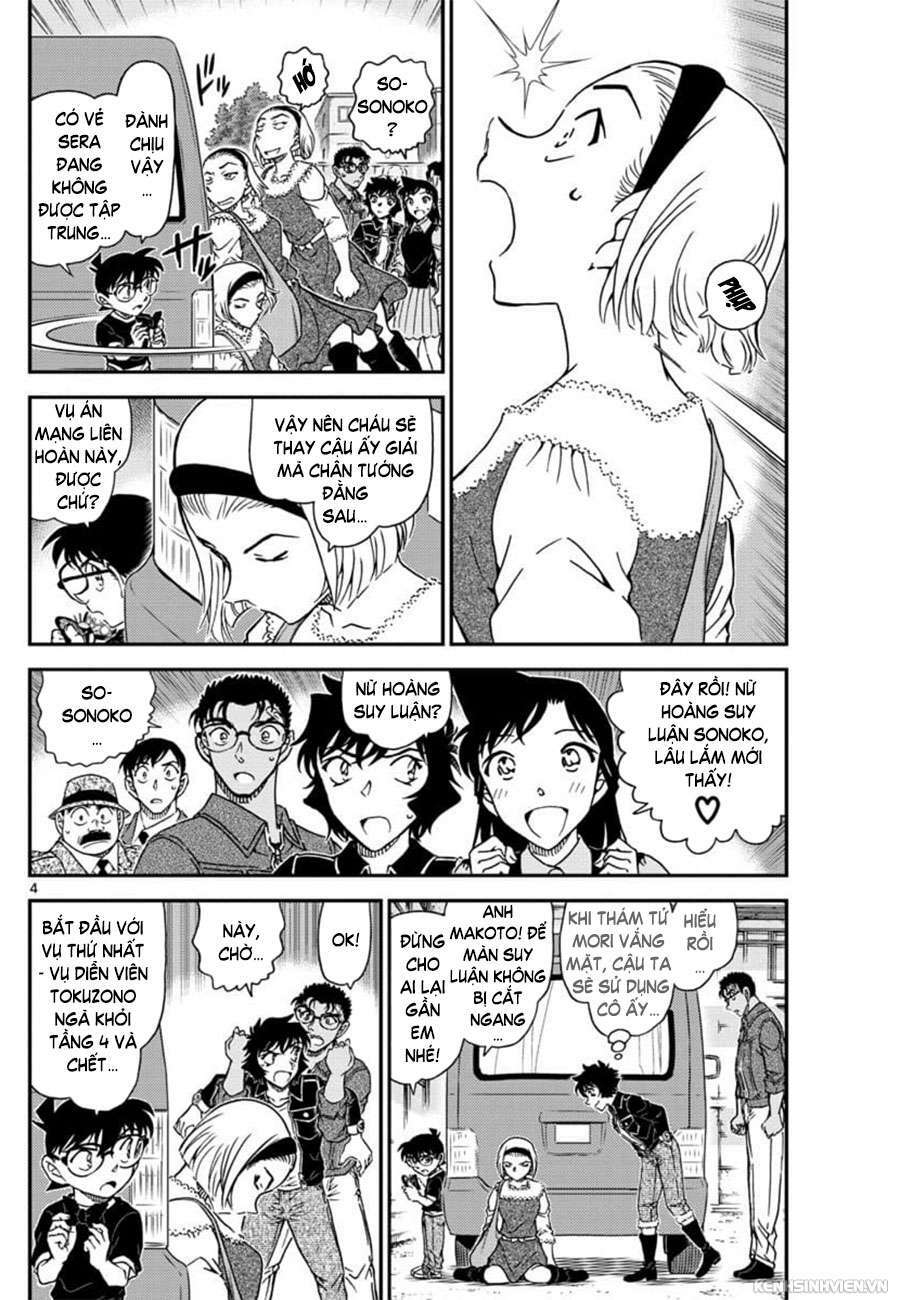 PHỤP
SO-
SONOKO
?
HỚ
ĐÀNH
CHỊU
VẬY
...
CÓ VẺ
SERA
ĐANG
KHÔNG
ĐƯỢC TẬP
TRUNG...
VẬY NÊN CHÁU SẼ
THAY CẬU ẤY GIẢI
MÃ CHÂN TƯỚNG
ĐẰNG
SAU...
VỤ ÁN
MẠNG LIÊN
HOÀN NÀY,
ĐƯỢC
CHỨ?
ĐÂY RỒI! NỮ
HOÀNG SUY
LUẬN SONOKO,
LÂU LẮM MỚI
THẤY!
♡
NỮ HOÀNG
SUY LUẬN?
SO-
SONOKO
...
4
HIỂU
RỒI
...
KHI THÁM TỬ
MORI VẮNG
MẶT, CẬU TA
SẼ SỬ DỤNG
CÔ ẤY...
ANH
MAKOTO! ĐỂ
MÀN SUY
LUẬN KHÔNG
BỊ CẮT
NGANG
...
ĐỪNG
CHO
AI LẠI
GẦN
EM
NHÉ!
OK!
NÀY,
CHỜ...
BẮT ĐẦU VỚI
VỤ THỨ NHẤT
- VỤ DIỄN VIÊN
TOKUZONO
NGÃ KHỎI
TẦNG 4 VÀ
CHẾT...
KENHSINHVIEN.VN